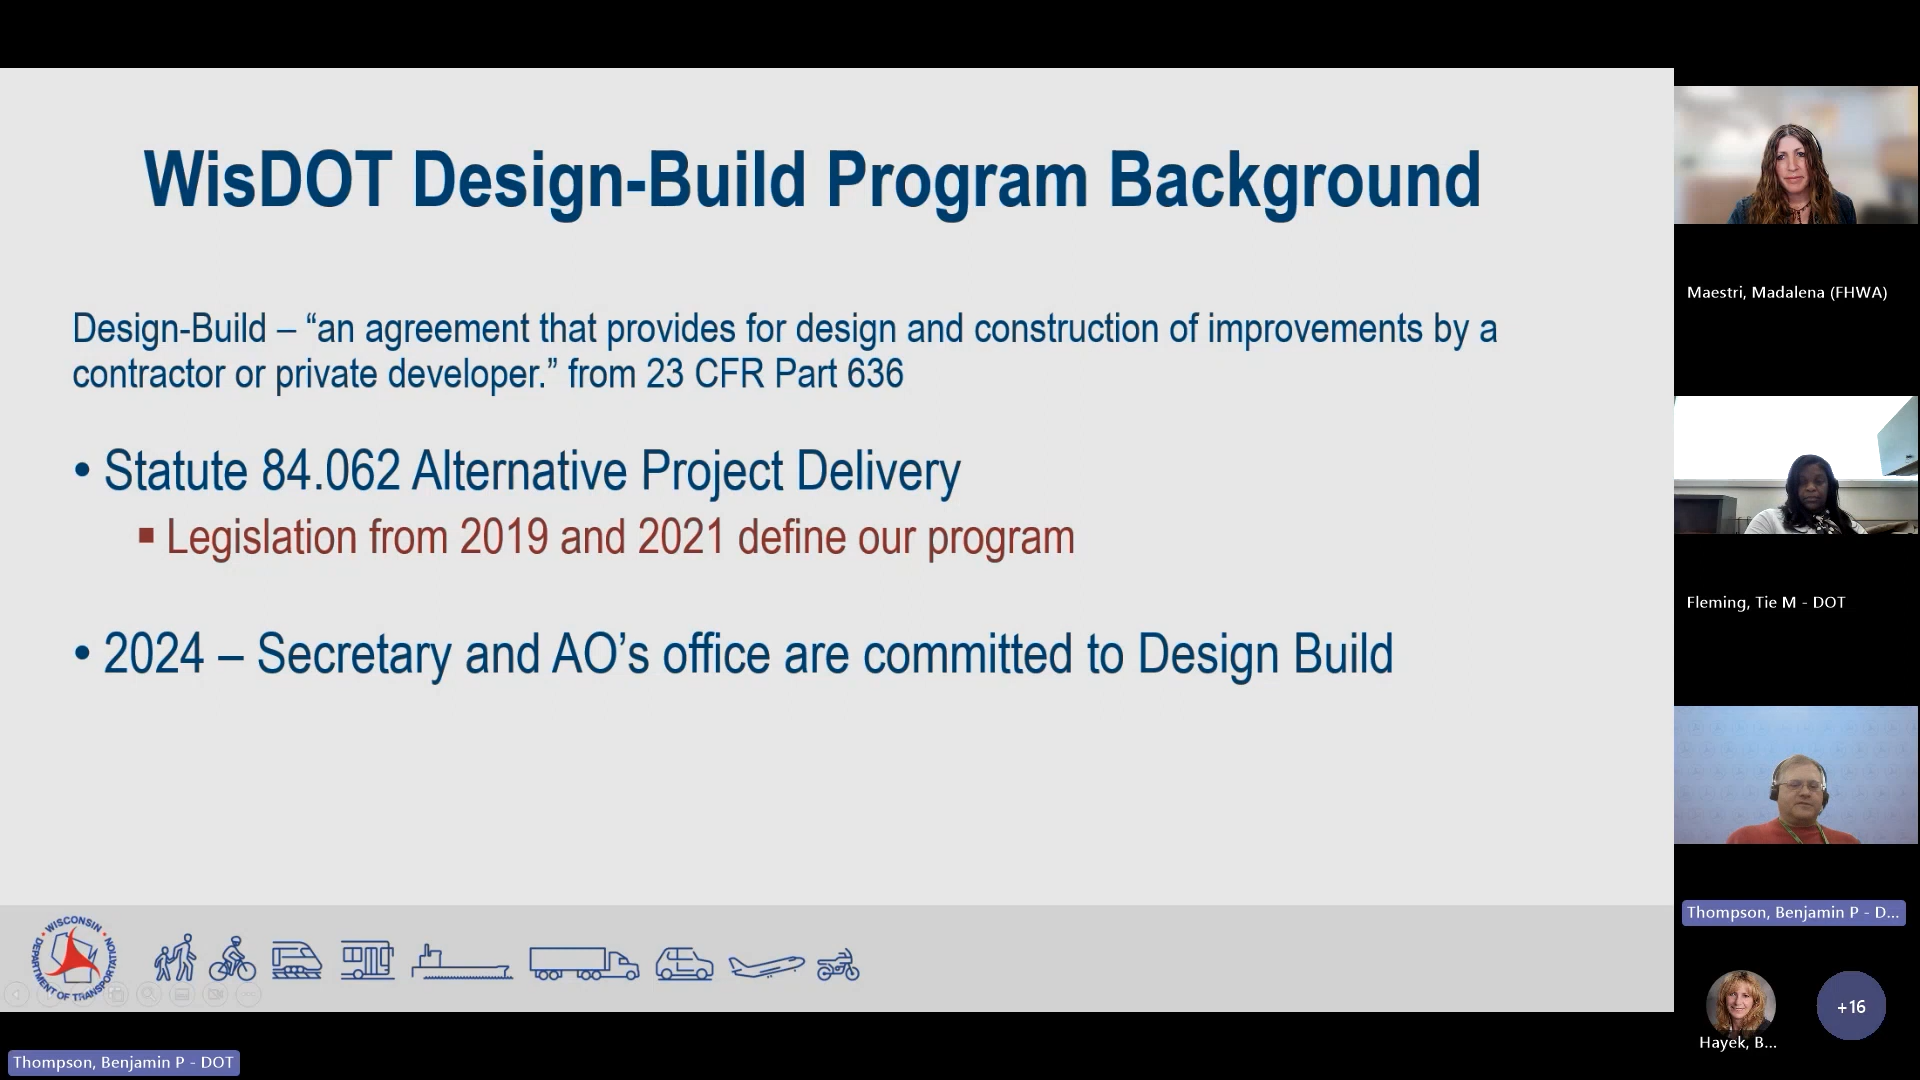 WisDOT Design-Build Program Background
Design-Build – “an agreement that provides for design and construction of improvements by a
contractor or private developer.” from 23 CFR Part 636
• Statute 84.062 Alternative Project Delivery
▪ Legislation from 2019 and 2021 define our program
• 2024 – Secretary and AO’s office are committed to Design Build
WISCONSIN
DEPARTMENT OF TRANSPORTATION
Thompson, Benjamin P - DOT
Maestri, Madalena (FHWA)
Fleming, Tie M - DOT
Thompson, Benjamin P - D...
Hayek, B...
+16